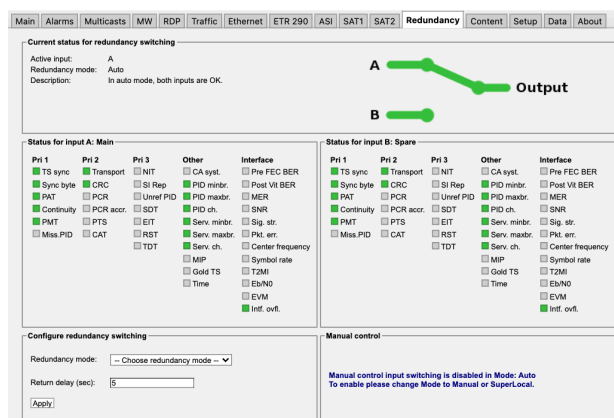 Main Alarms Multicasts MW RDP Traffic Ethernet ETR 290 ASI SAT1 SAT2 Redundancy Content Setup Data About
Current status for redundancy switching
Active input: A
Redundancy mode: Auto
Description: In auto mode, both inputs are OK.
A
Output
B
Status for input A: Main
Pri 1 Pri 2 Pri 3 Other Interface
TS sync Transport NIT CA syst. Pre FEC BER
Sync byte CRC SI Rep PID minbr. Post Vit BER
PAT PCR Unref PID PID maxbr. MER
Continuity PCR accr. SDT PID ch. SNR
PMT PTS EIT Serv. minbr. Sig. str.
Miss.PID CAT RST Serv. maxbr. Pkt. err.
TDT Serv. ch. Center frequency
MIP Symbol rate
Gold TS T2MI
Time Eb/N0
EVM
Intf. ovfl.
Status for input B: Spare
Pri 1 Pri 2 Pri 3 Other Interface
TS sync Transport NIT CA syst. Pre FEC BER
Sync byte CRC SI Rep PID minbr. Post Vit BER
PAT PCR Unref PID PID maxbr. MER
Continuity PCR accr. SDT PID ch. SNR
PMT PTS EIT Serv. minbr. Sig. str.
Miss.PID CAT RST Serv. maxbr. Pkt. err.
TDT Serv. ch. Center frequency
MIP Symbol rate
Gold TS T2MI
Time Eb/N0
EVM
Intf. ovfl.
Configure redundancy switching
Redundancy mode: -- Choose redundancy mode --
Return delay (sec): 5
Apply
Manual control
Manual control input switching is disabled in Mode: Auto
To enable please change Mode to Manual or SuperLocal.